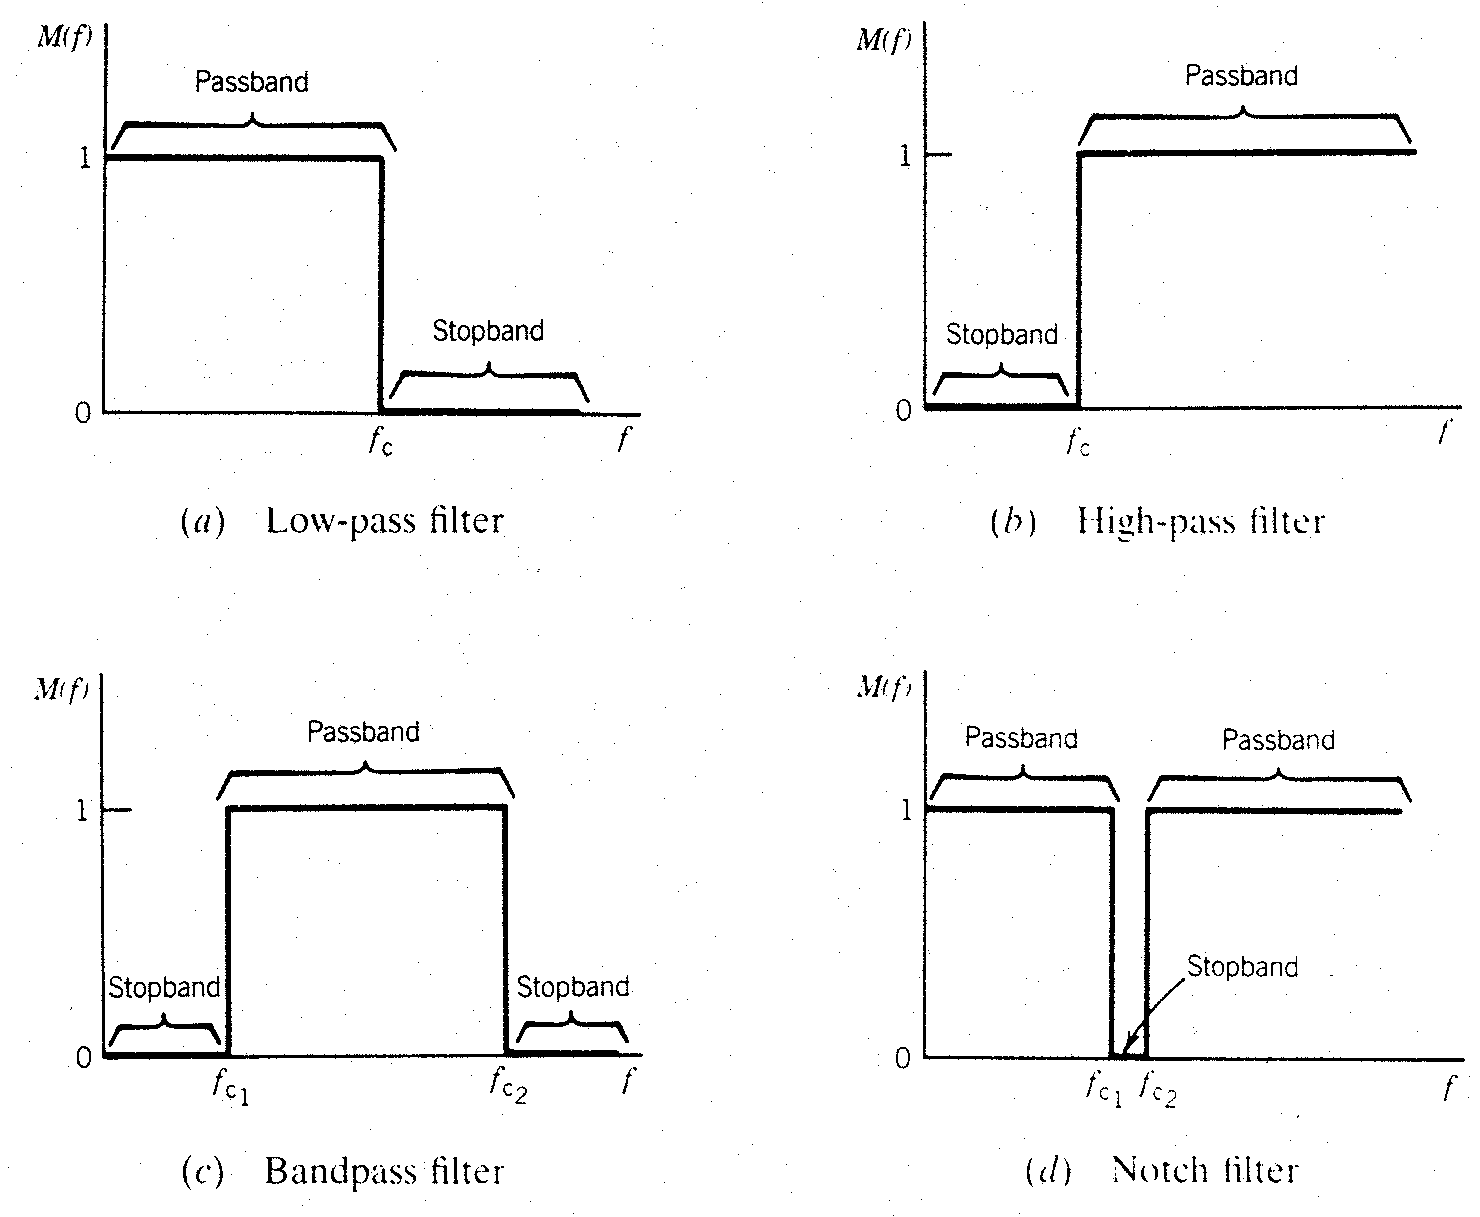 M(f)
Passband
1
Stopband
0
fc
f
(a) Low-pass filter
M(f)
Passband
1
Stopband
0
fc
f
(b) High-pass filter
M(f)
Passband
1
Stopband
Stopband
0
fc1
fc2
f
(c) Bandpass filter
M(f)
Passband
Passband
1
Stopband
0
fc1
fc2
f
(d) Notch filter